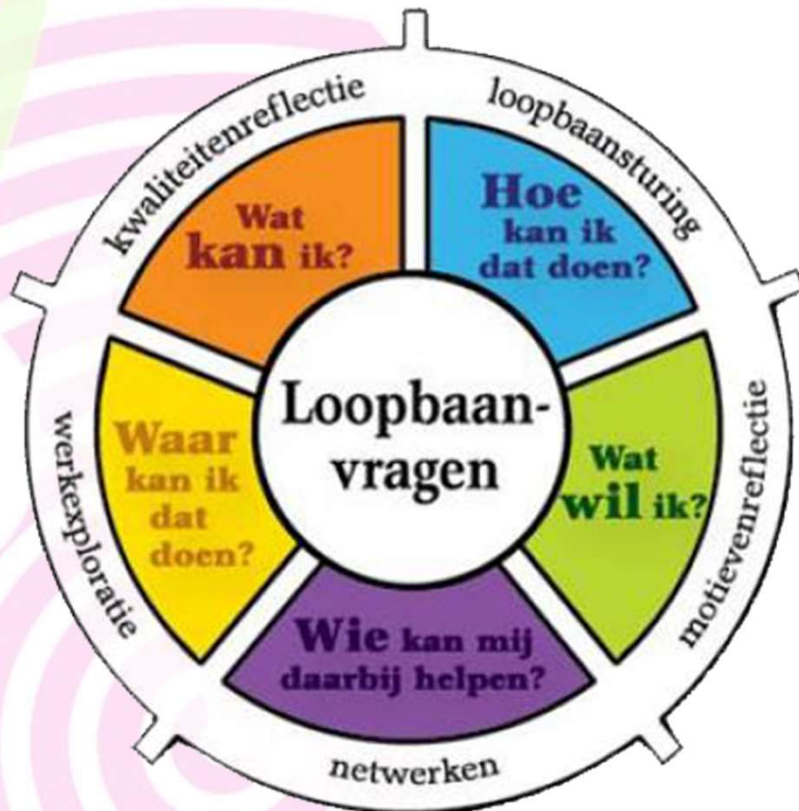 kwaliteitenreflectie
loopbaansturing
Wat
kan ik?
Hoe
kan ik
dat doen?
Waar
kan ik
dat
doen?
Loopbaan-
vragen
Wat
wil ik?
Wie kan mij
daarbij helpen?
werkexploratie
motievenreflectie
netwerken